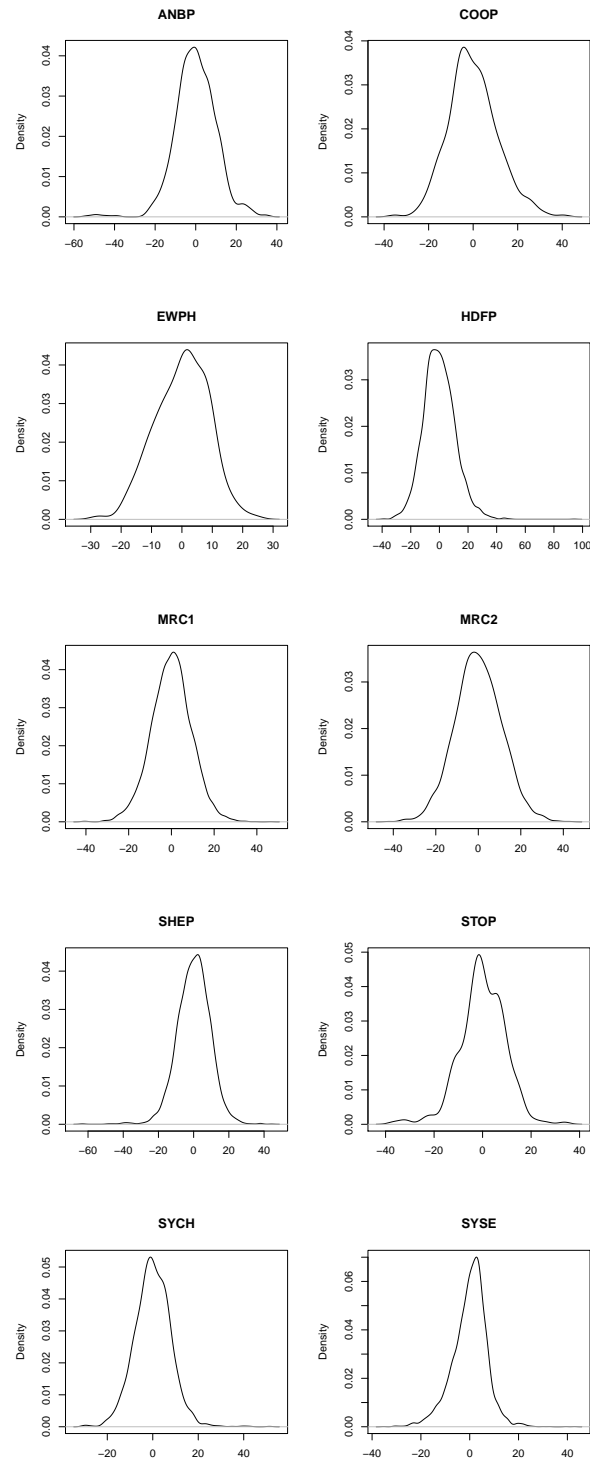 ANBP
COOP
Density
0.00 0.01 0.02 0.03 0.04
−60 −40 −20 0 20 40
Density
0.00 0.01 0.02 0.03 0.04
−20 0 20 40
EWPH
HDFP
Density
0.00 0.01 0.02 0.03 0.04
−30 −20 −10 0 10 20 30
Density
0.00 0.01 0.02 0.03
−40 −20 0 20 40 60 80 100
MRC1
MRC2
Density
0.00 0.01 0.02 0.03 0.04
−40 −20 0 20 40
Density
0.00 0.01 0.02 0.03
−40 −20 0 20 40
SHEP
STOP
Density
0.00 0.01 0.02 0.03 0.04
−60 −40 −20 0 20 40
Density
0.00 0.01 0.02 0.03 0.04 0.05
−40 −20 0 20 40
SYCH
SYSE
Density
0.00 0.01 0.02 0.03 0.04 0.05
−20 0 20 40
Density
0.00 0.02 0.04 0.06
−40 −20 0 20 40